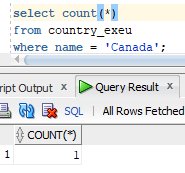 select count(*)
from country_exeu
where name = 'Canada';
ript Output × Query Result ×
SQL | All Rows Fetched
COUNT(*)
1 1